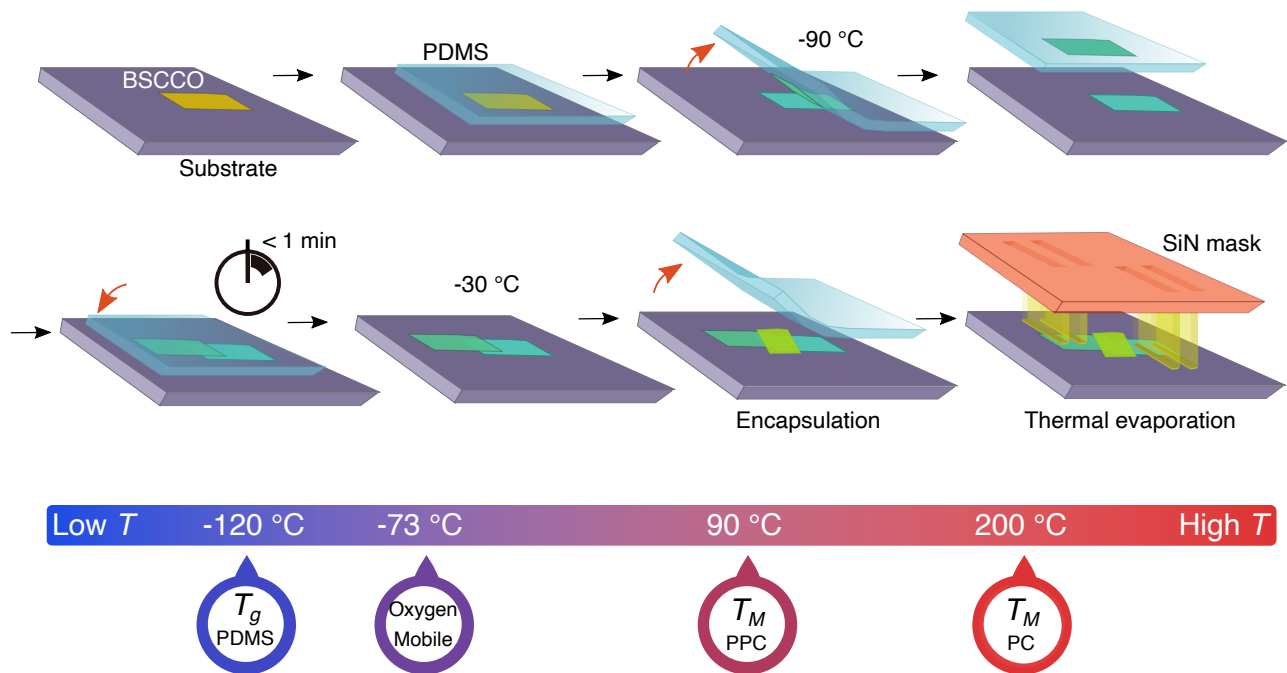 BSCCO
Substrate
PDMS
-90 °C
< 1 min
-30 °C
Encapsulation
SiN mask
Thermal evaporation
Low T -120 °C -73 °C 90 °C 200 °C High T
Tg
PDMS
Oxygen
Mobile
TM
PPC
TM
PC